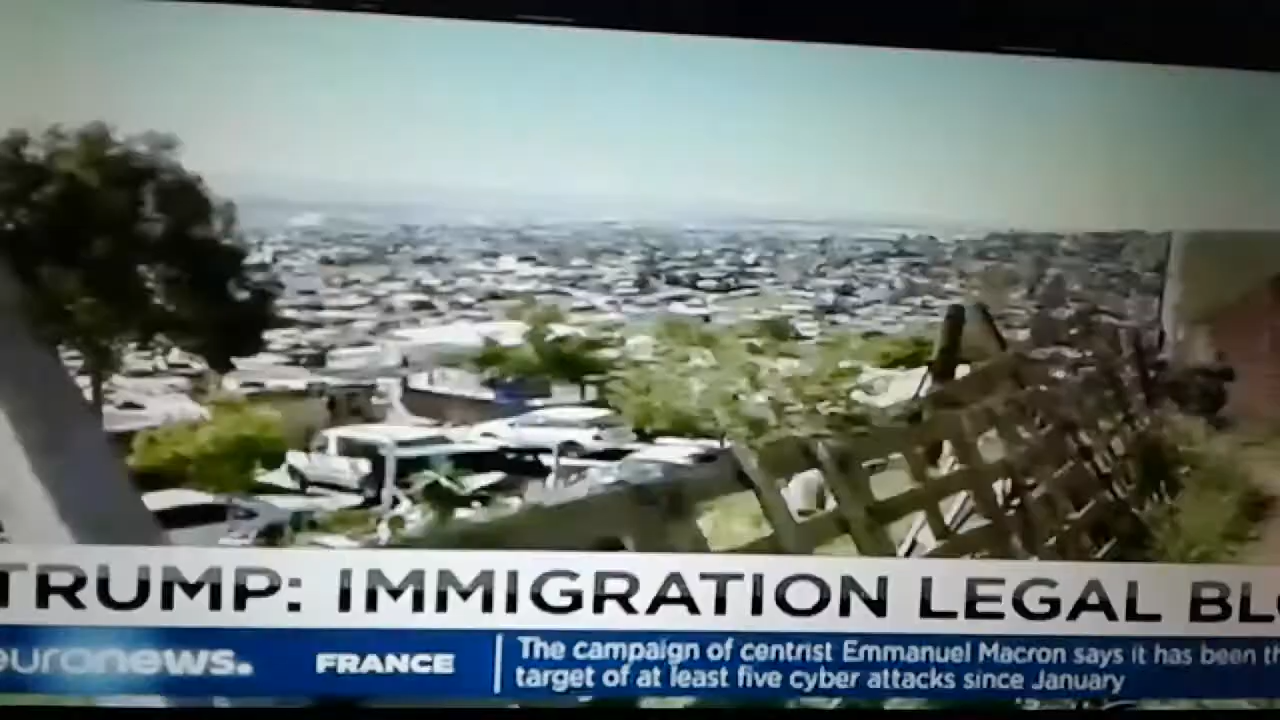 TRUMP: IMMIGRATION LEGAL
euronews.
FRANCE
The campaign of centrist Emmanuel Macron says it has been
target of at least five cyber attacks since January